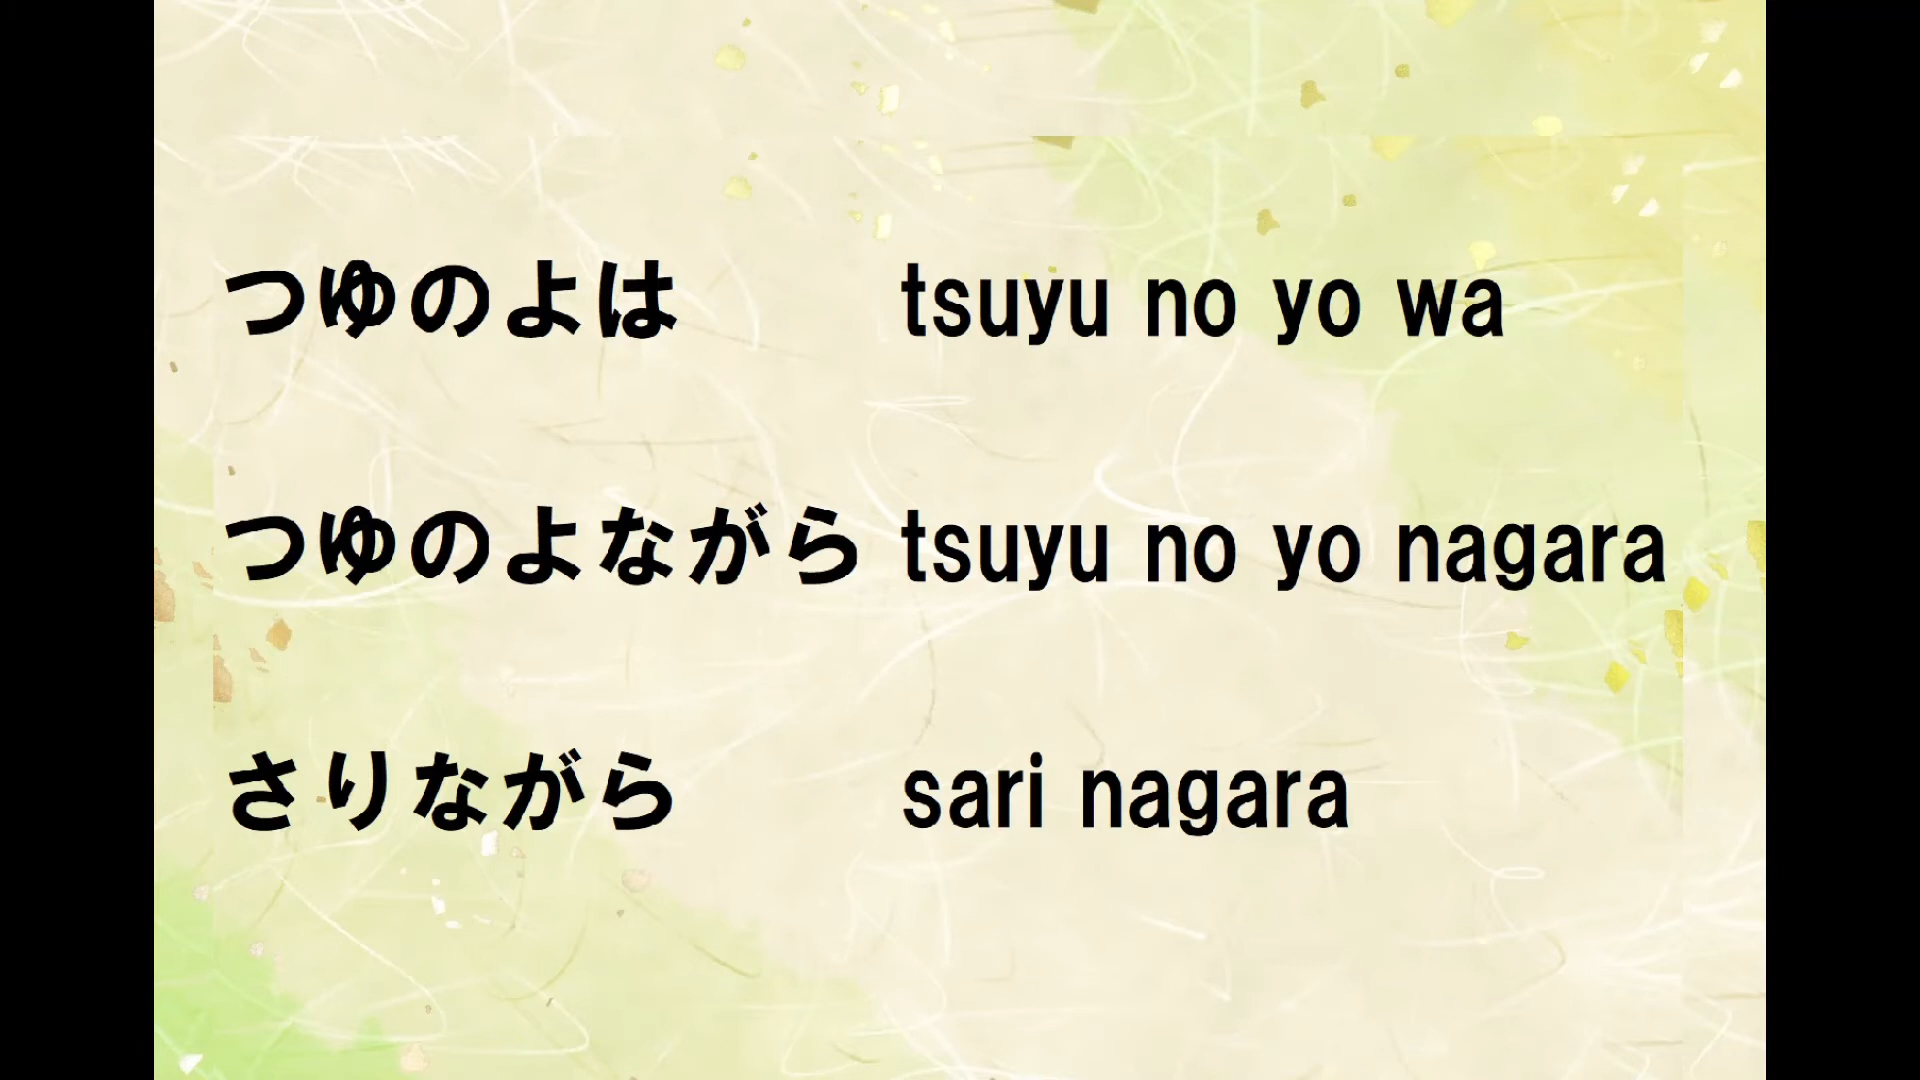 つゆのよは tsuyu no yo wa
つゆのよながら tsuyu no yo nagara
さりながら sari nagara